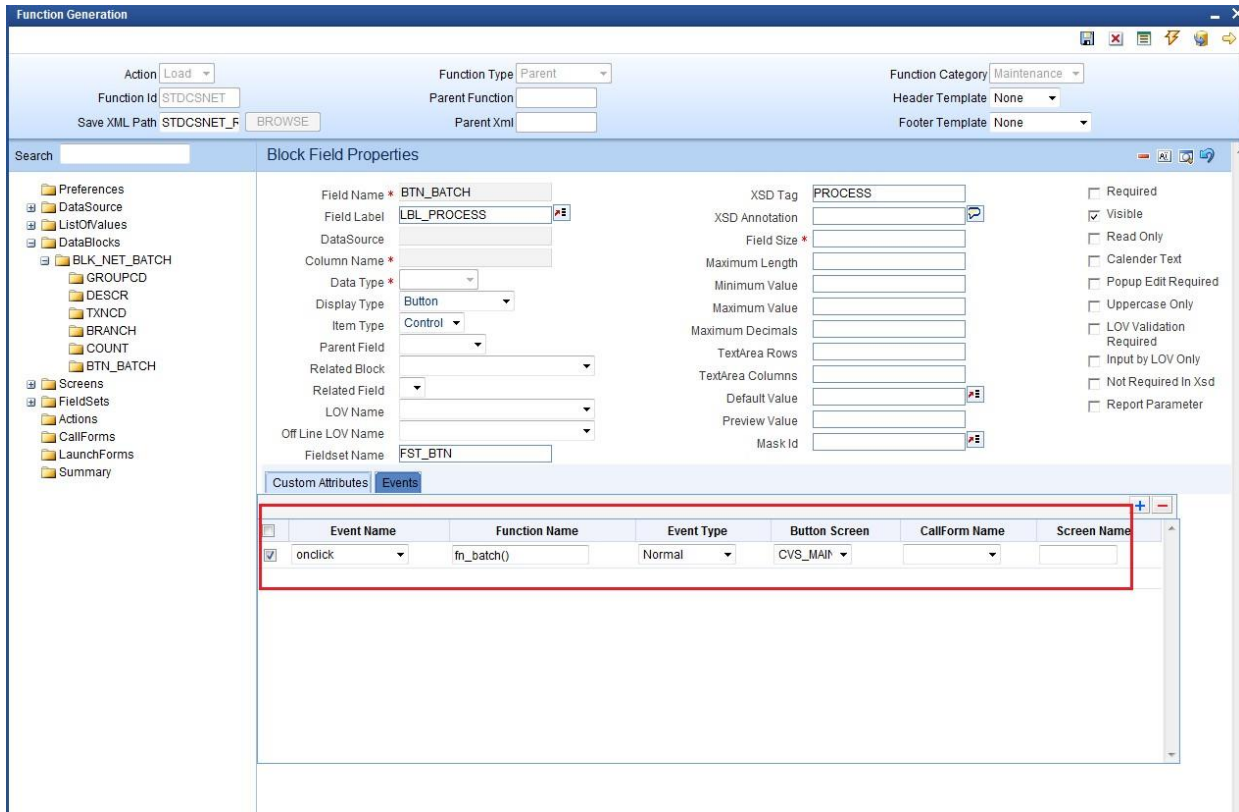 Function Generation
Action Load
Function Type Parent
Function Category Maintenance
Function Id STDCSNET
Parent Function
Header Template None
Save XML Path STDCSNET_R BROWSE
Parent Xml
Footer Template None
Search
Block Field Properties
Preferences
DataSource
ListOfValues
DataBlocks
BLK_NET_BATCH
GROUPCD
DESCR
TXNCD
BRANCH
COUNT
BTN_BATCH
Screens
FieldSets
Actions
CallForms
LaunchForms
Summary
Field Name * BTN_BATCH
Field Label LBL_PROCESS
DataSource
Column Name *
Data Type *
Display Type Button
Item Type Control
Parent Field
Related Block
Related Field
LOV Name
Off Line LOV Name
Fieldset Name FST_BTN
XSD Tag PROCESS
XSD Annotation
Field Size *
Maximum Length
Minimum Value
Maximum Value
Maximum Decimals
TextArea Rows
TextArea Columns
Default Value
Preview Value
Mask Id
Required
Visible
Read Only
Calender Text
Popup Edit Required
Uppercase Only
LOV Validation
Required
Input by LOV Only
Not Required In Xsd
Report Parameter
Custom Attributes Events
Event Name Function Name Event Type Button Screen CallForm Name Screen Name
onclick fn_batch() Normal CVS_MAIN